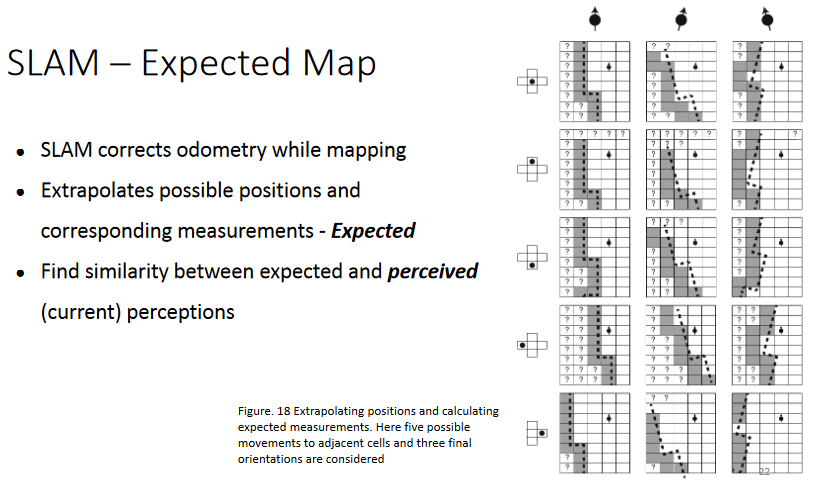 SLAM – Expected Map
• SLAM corrects odometry while mapping
• Extrapolates possible positions and
corresponding measurements - Expected
• Find similarity between expected and perceived
(current) perceptions
Figure. 18 Extrapolating positions and calculating
expected measurements. Here five possible
movements to adjacent cells and three final
orientations are considered
22